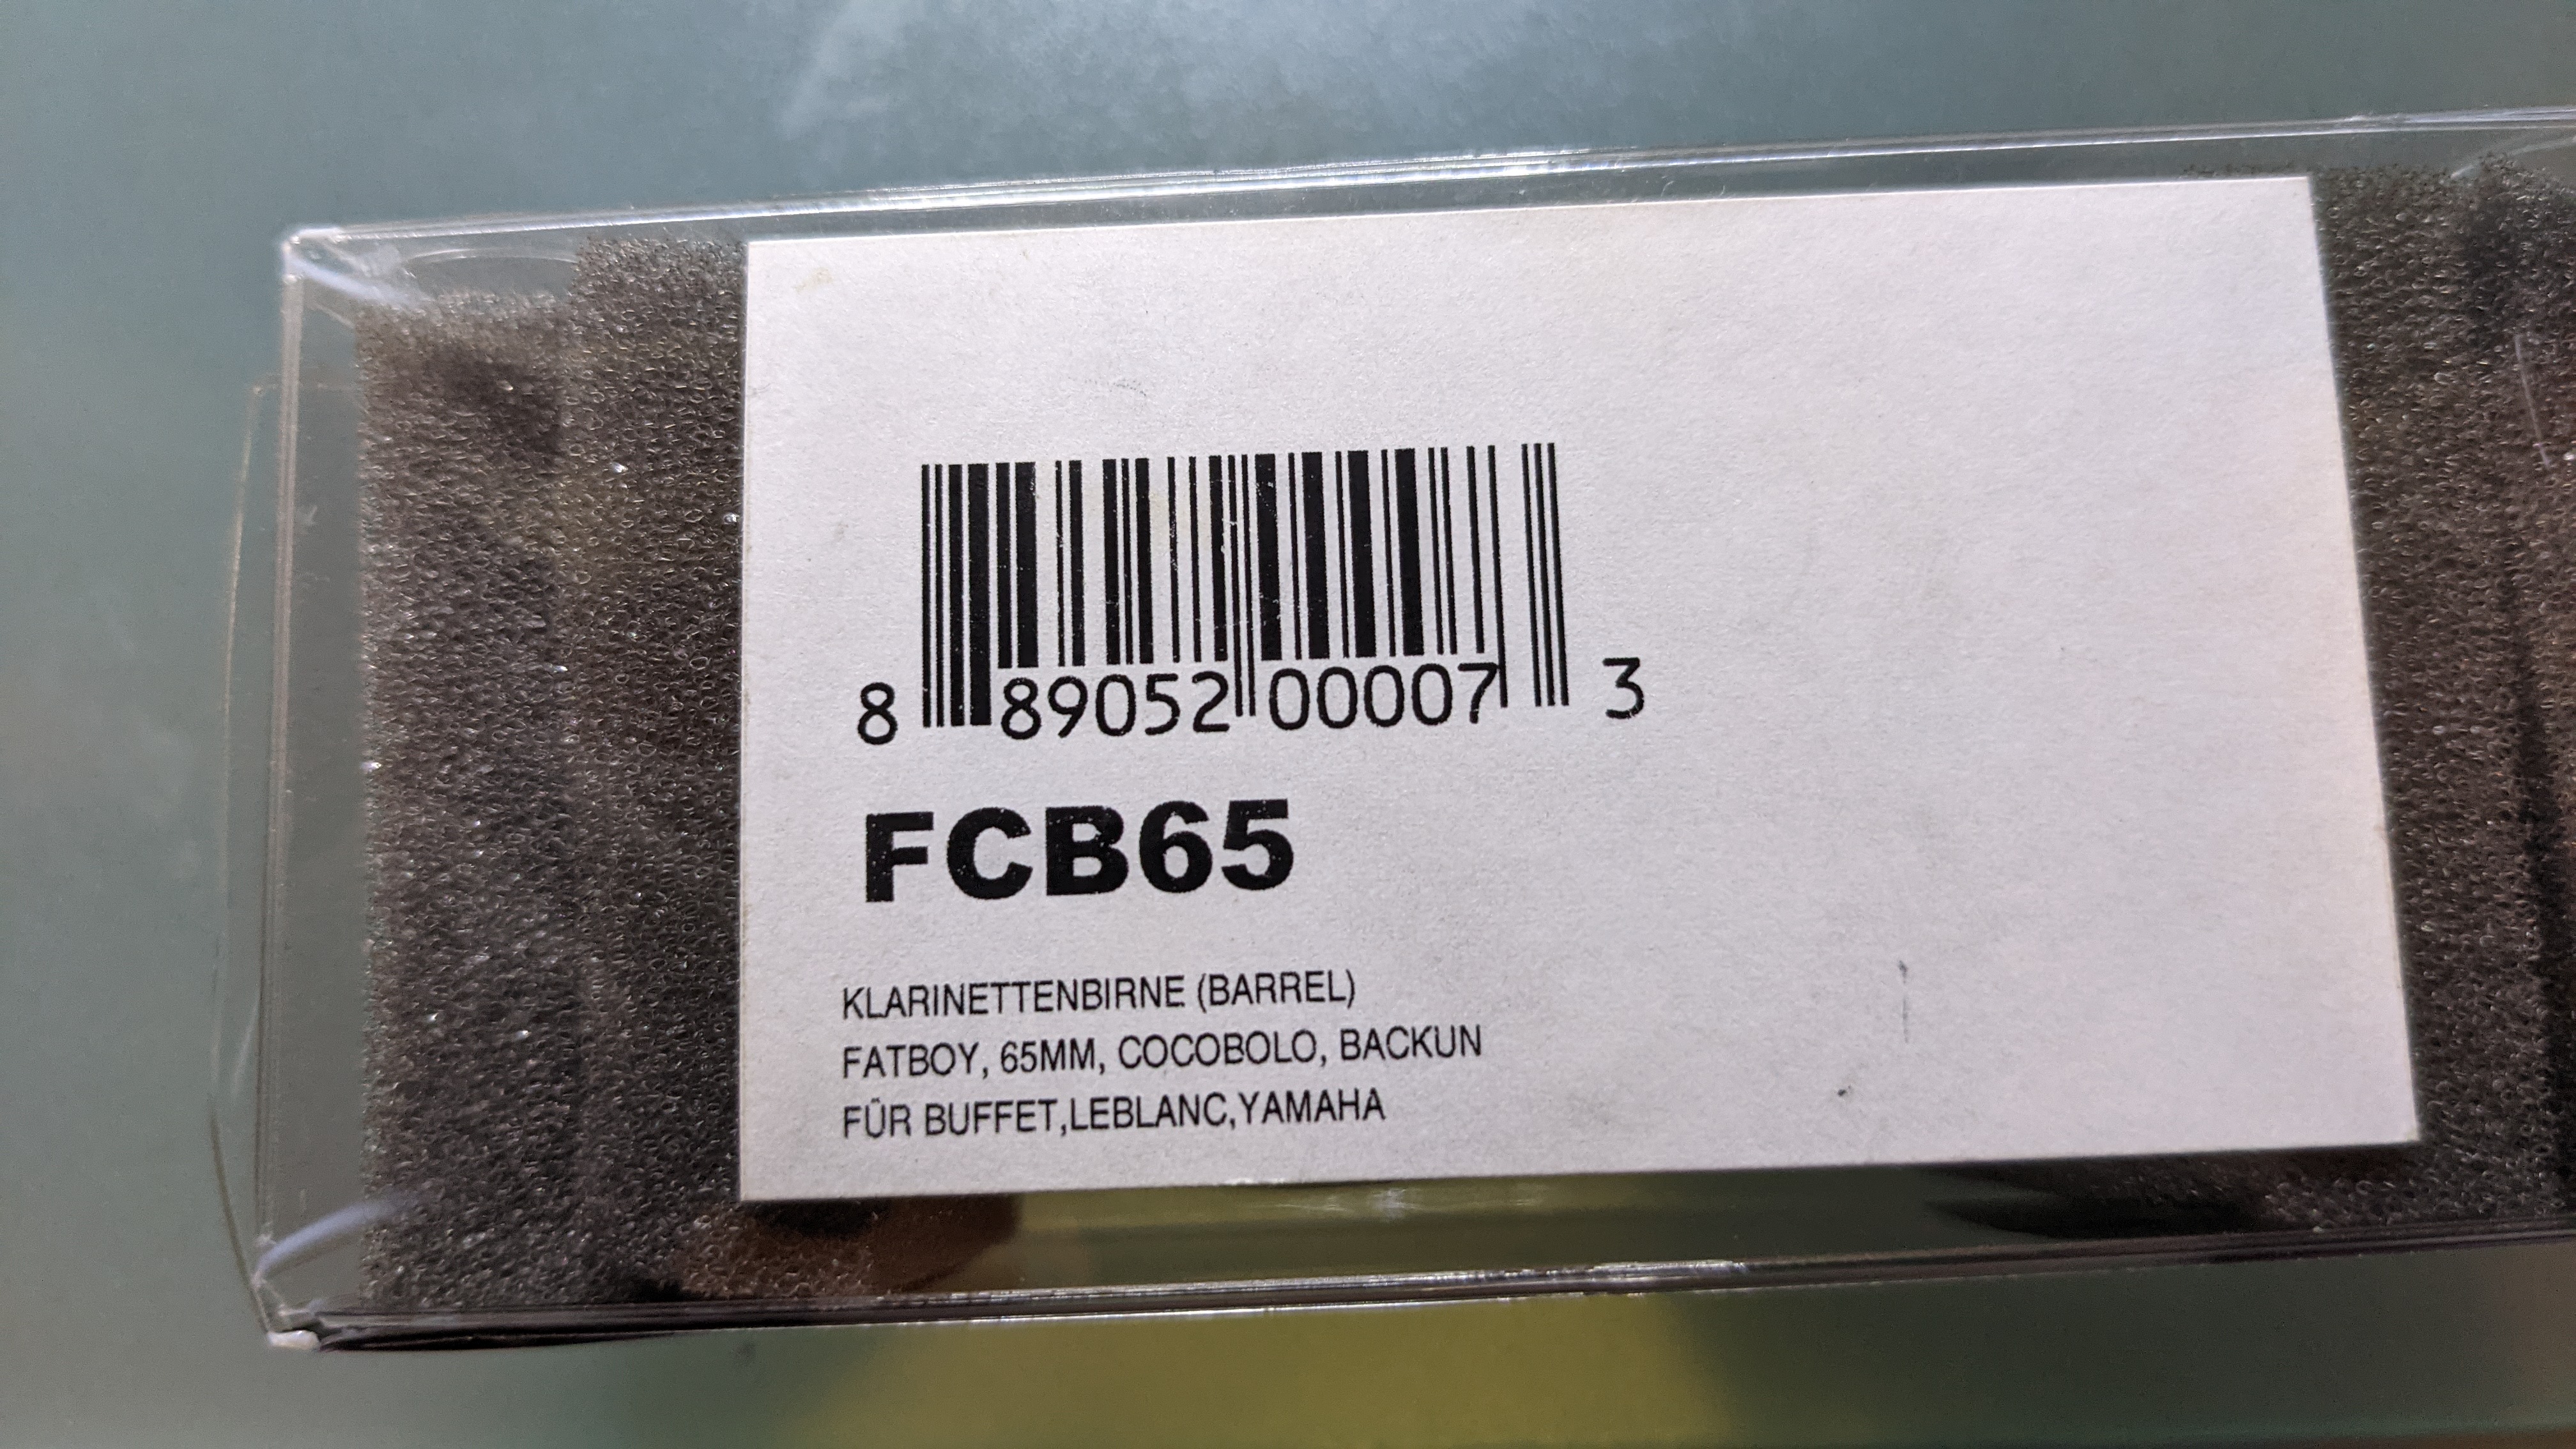 8 89052 00007 3
FCB65
KLARINETTENBIRNE (BARREL)
FATBOY, 65MM, COCOBOLO, BACKUN
FÜR BUFFET,LEBLANC,YAMAHA